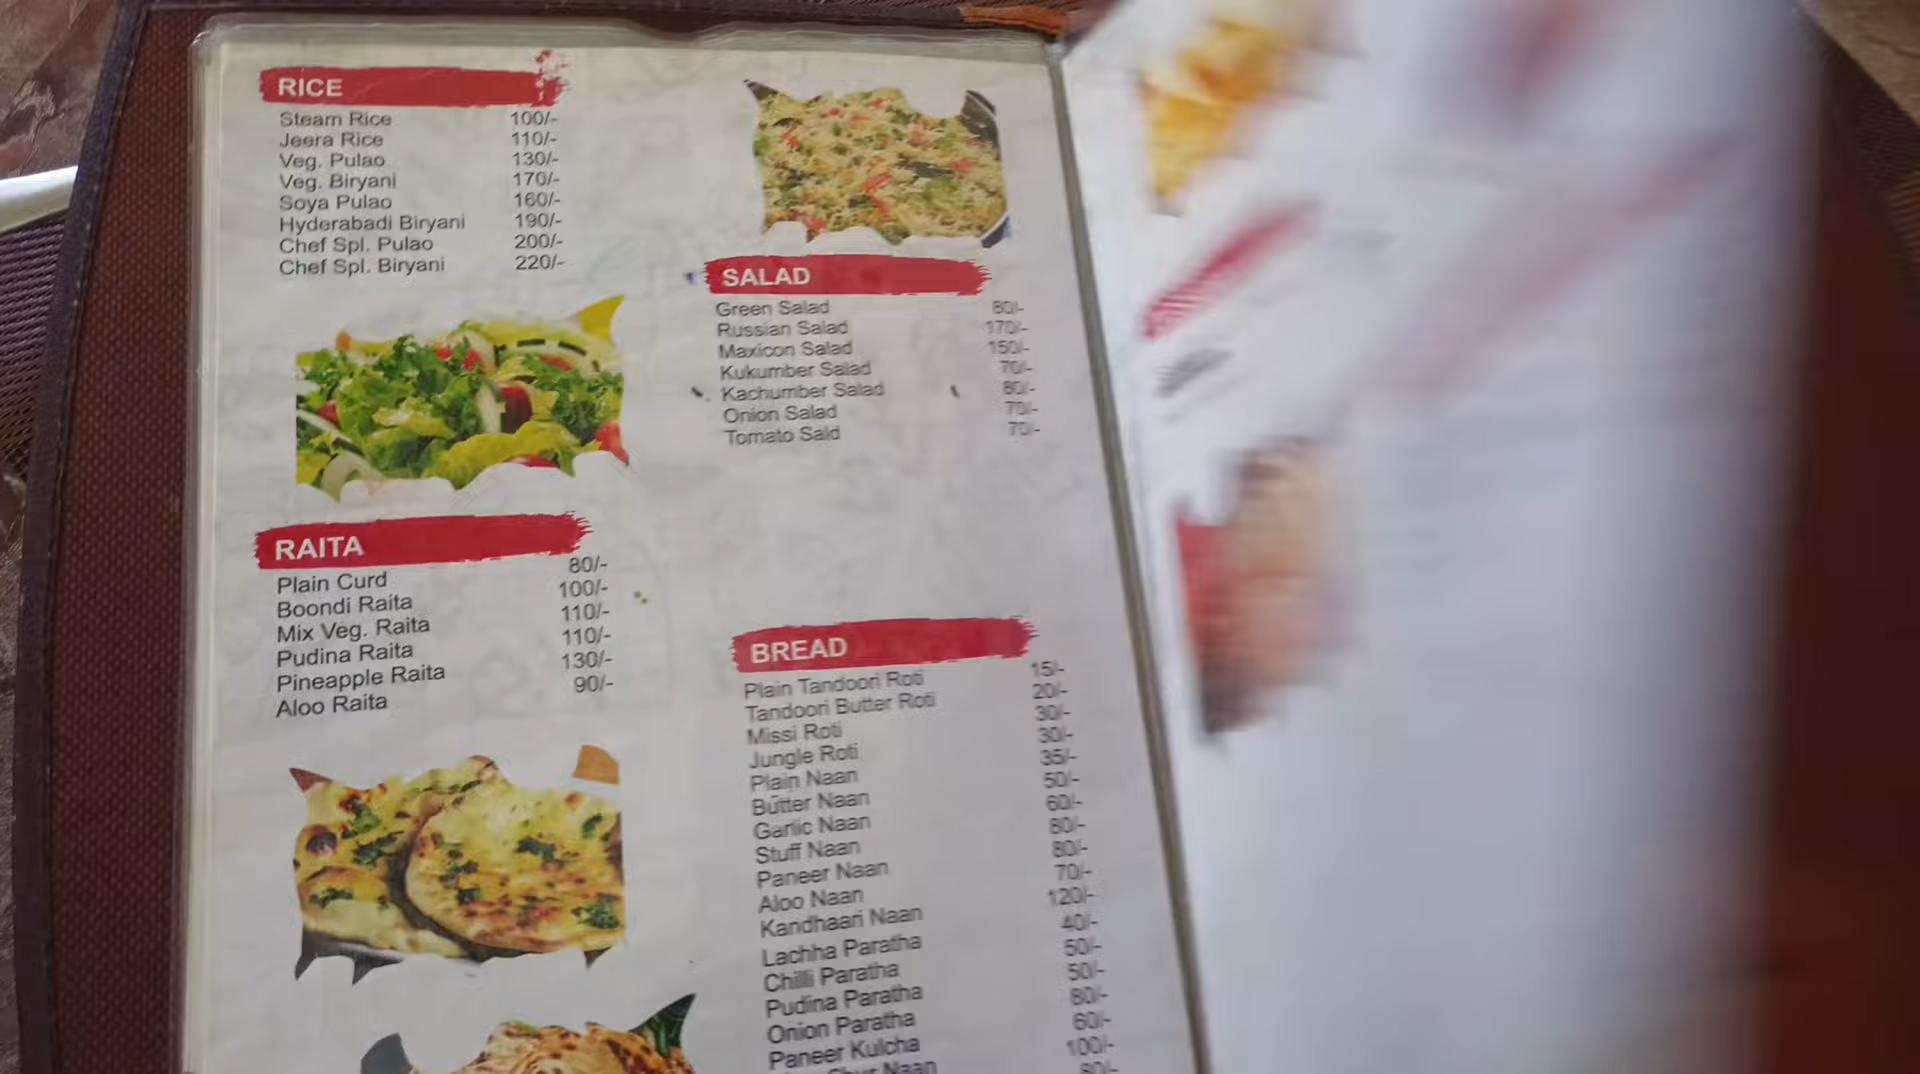 RICE
Steam Rice 100/-
Jeera Rice 110/-
Veg. Pulao 130/-
Veg. Biryani 170/-
Soya Pulao 160/-
Hyderabadi Biryani 190/-
Chef Spl. Pulao 200/-
Chef Spl. Biryani 220/-
RAITA
Plain Curd 80/-
Boondi Raita 100/-
Mix Veg. Raita 110/-
Pudina Raita 110/-
Pineapple Raita 130/-
Aloo Raita 90/-
SALAD
Green Salad 80/-
Russian Salad 170/-
Maxicon Salad 150/-
Kukumber Salad 70/-
Kachumber Salad 80/-
Onion Salad 70/-
Tomato Sald 70/-
BREAD
Plain Tandoori Roti 15/-
Tandoori Butter Roti 20/-
Missi Roti 30/-
Jungle Roti 30/-
Plain Naan 35/-
Butter Naan 50/-
Garlic Naan 60/-
Stuff Naan 80/-
Paneer Naan 80/-
Aloo Naan 70/-
Kandhaari Naan 120/-
Lachha Paratha 40/-
Chilli Paratha 50/-
Pudina Paratha 50/-
Onion Paratha 80/-
Paneer Kulcha 60/-
Naan 100/-